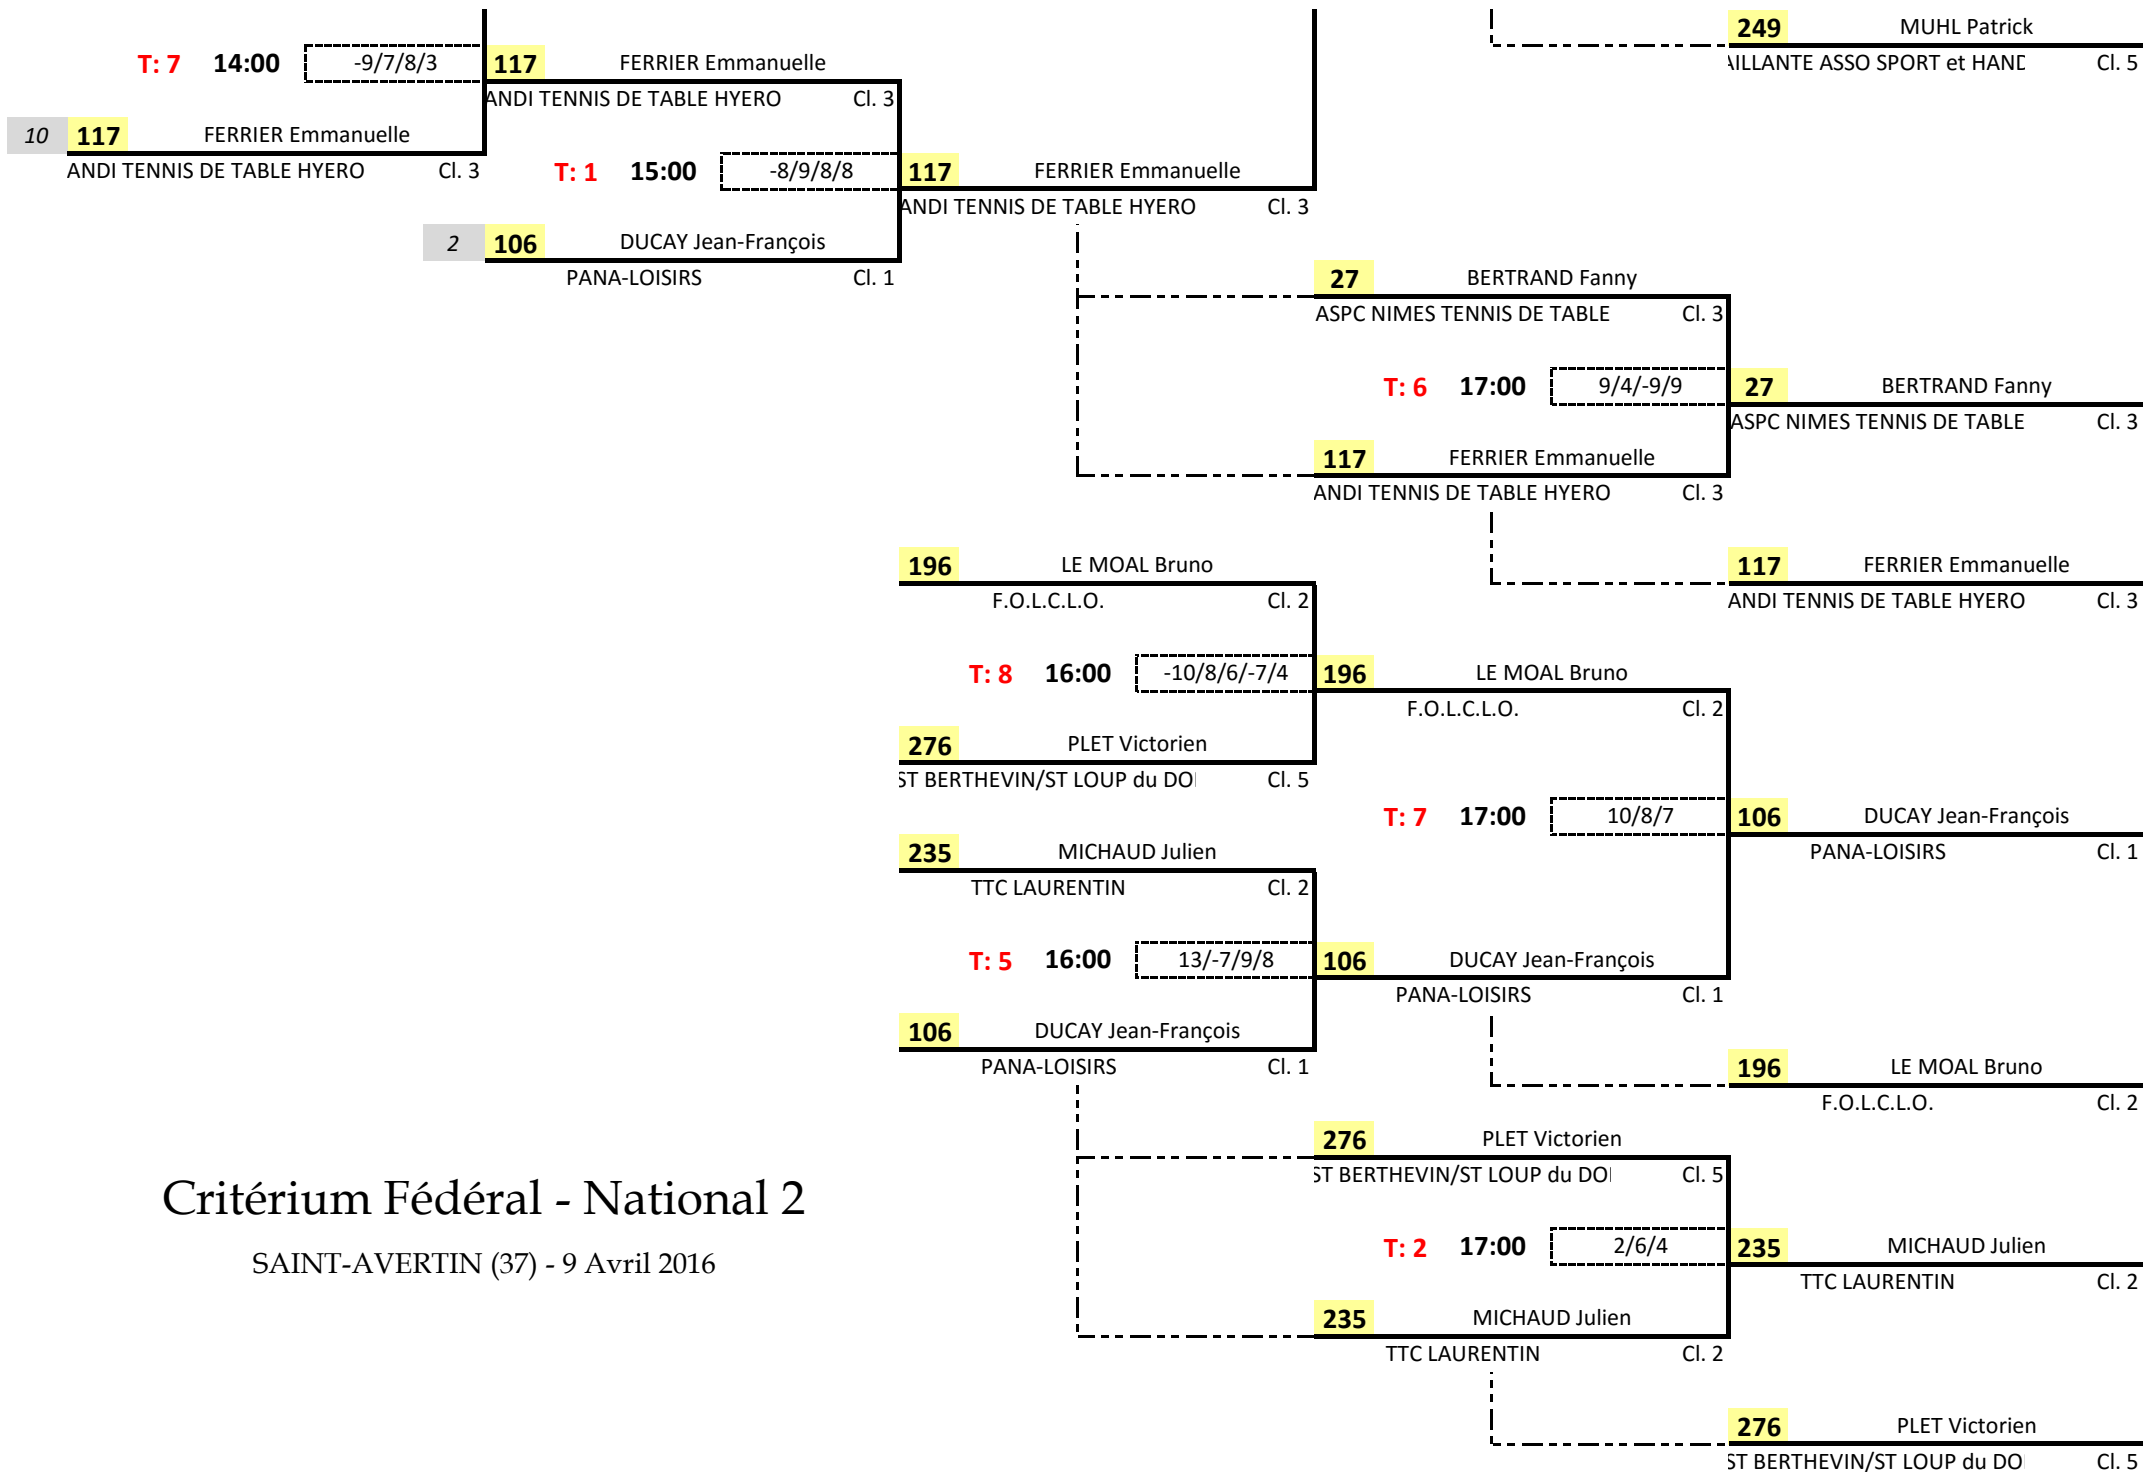 249 MUHL Patrick
T: 7 14:00 -9/7/8/3 117 FERRIER Emmanuelle
AILLANTE ASSO SPORT et HAND Cl. 5
ANDI TENNIS DE TABLE HYERO Cl. 3
10 117 FERRIER Emmanuelle
ANDI TENNIS DE TABLE HYERO Cl. 3
T: 1 15:00 -8/9/8/8 117 FERRIER Emmanuelle
ANDI TENNIS DE TABLE HYERO Cl. 3
2 106 DUCAY Jean-François
PANA-LOISIRS Cl. 1
27 BERTRAND Fanny
ASPC NIMES TENNIS DE TABLE Cl. 3
T: 6 17:00 9/4/-9/9 27 BERTRAND Fanny
ASPC NIMES TENNIS DE TABLE Cl. 3
117 FERRIER Emmanuelle
ANDI TENNIS DE TABLE HYERO Cl. 3
196 LE MOAL Bruno
117 FERRIER Emmanuelle
F.O.L.C.L.O. Cl. 2
ANDI TENNIS DE TABLE HYERO Cl. 3
T: 8 16:00 -10/8/6/-7/4 196 LE MOAL Bruno
F.O.L.C.L.O. Cl. 2
276 PLET Victorien
ST BERTHEVIN/ST LOUP du DO Cl. 5
T: 7 17:00 10/8/7 106 DUCAY Jean-François
235 MICHAUD Julien
PANA-LOISIRS Cl. 1
TTC LAURENTIN Cl. 2
T: 5 16:00 13/-7/9/8 106 DUCAY Jean-François
PANA-LOISIRS Cl. 1
106 DUCAY Jean-François
PANA-LOISIRS Cl. 1
196 LE MOAL Bruno
F.O.L.C.L.O. Cl. 2
276 PLET Victorien
ST BERTHEVIN/ST LOUP du DO Cl. 5
Critérium Fédéral - National 2
T: 2 17:00 2/6/4 235 MICHAUD Julien
SAINT-AVERTIN (37) - 9 Avril 2016
TTC LAURENTIN Cl. 2
235 MICHAUD Julien
TTC LAURENTIN Cl. 2
276 PLET Victorien
ST BERTHEVIN/ST LOUP du DO Cl. 5